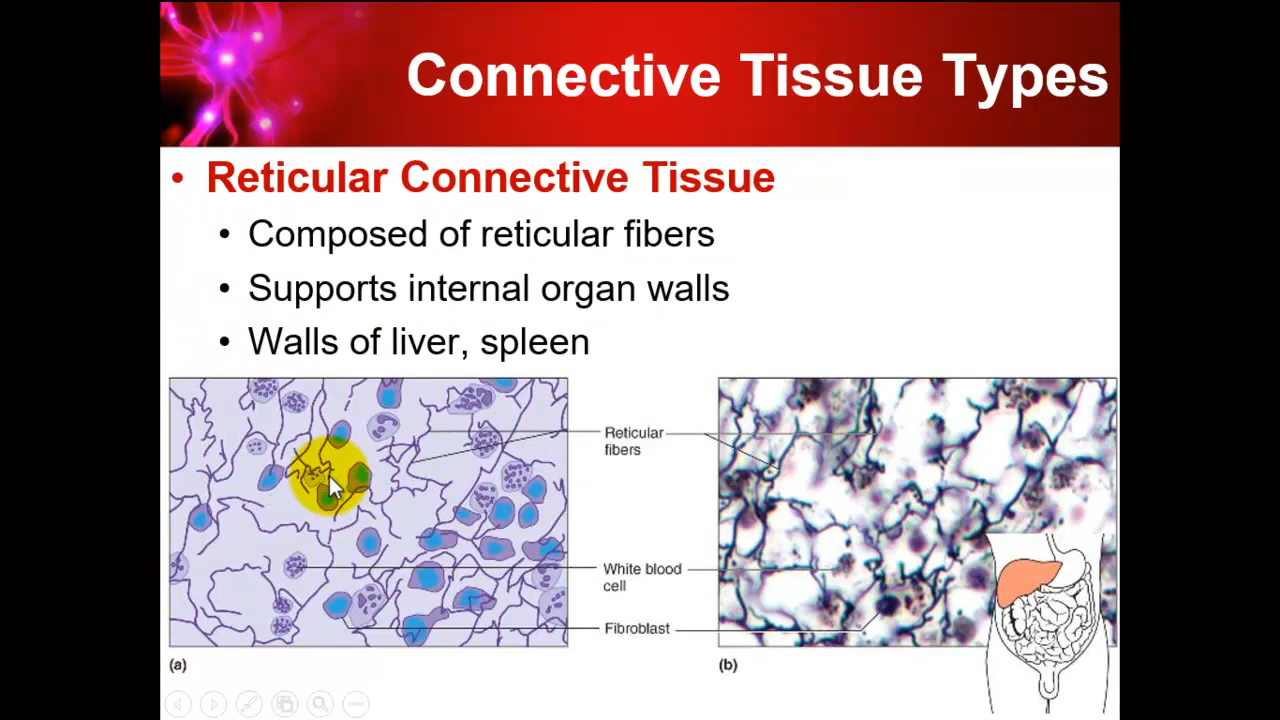 Connective Tissue Types
• Reticular Connective Tissue
• Composed of reticular fibers
• Supports internal organ walls
• Walls of liver, spleen
Reticular
fibers
White blood
cell
Fibroblast
(a)
(b)